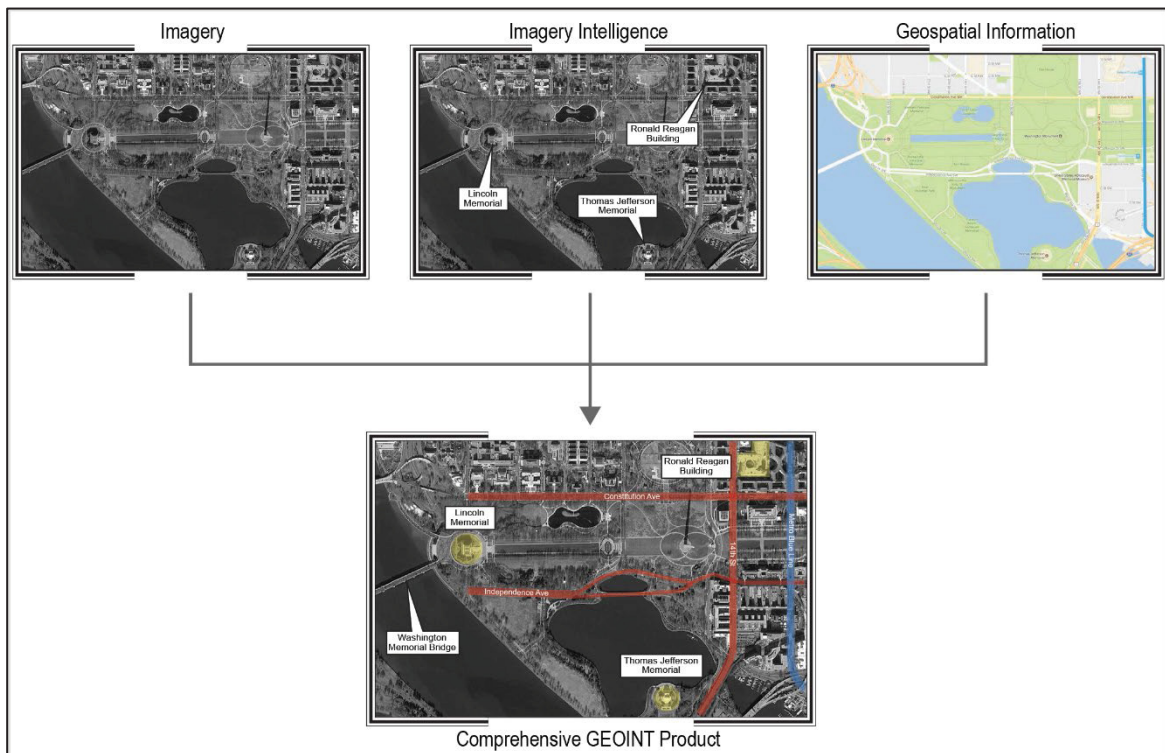 Imagery
Imagery Intelligence
Geospatial Information
Ronald Reagan
Building
Lincoln
Memorial
Thomas Jefferson
Memorial
Ronald Reagan
Building
Constitution Ave
Lincoln
Memorial
14th St
Metro Blue Line
Independence Ave
Washington
Memorial Bridge
Thomas Jefferson
Memorial
Comprehensive GEOINT Product